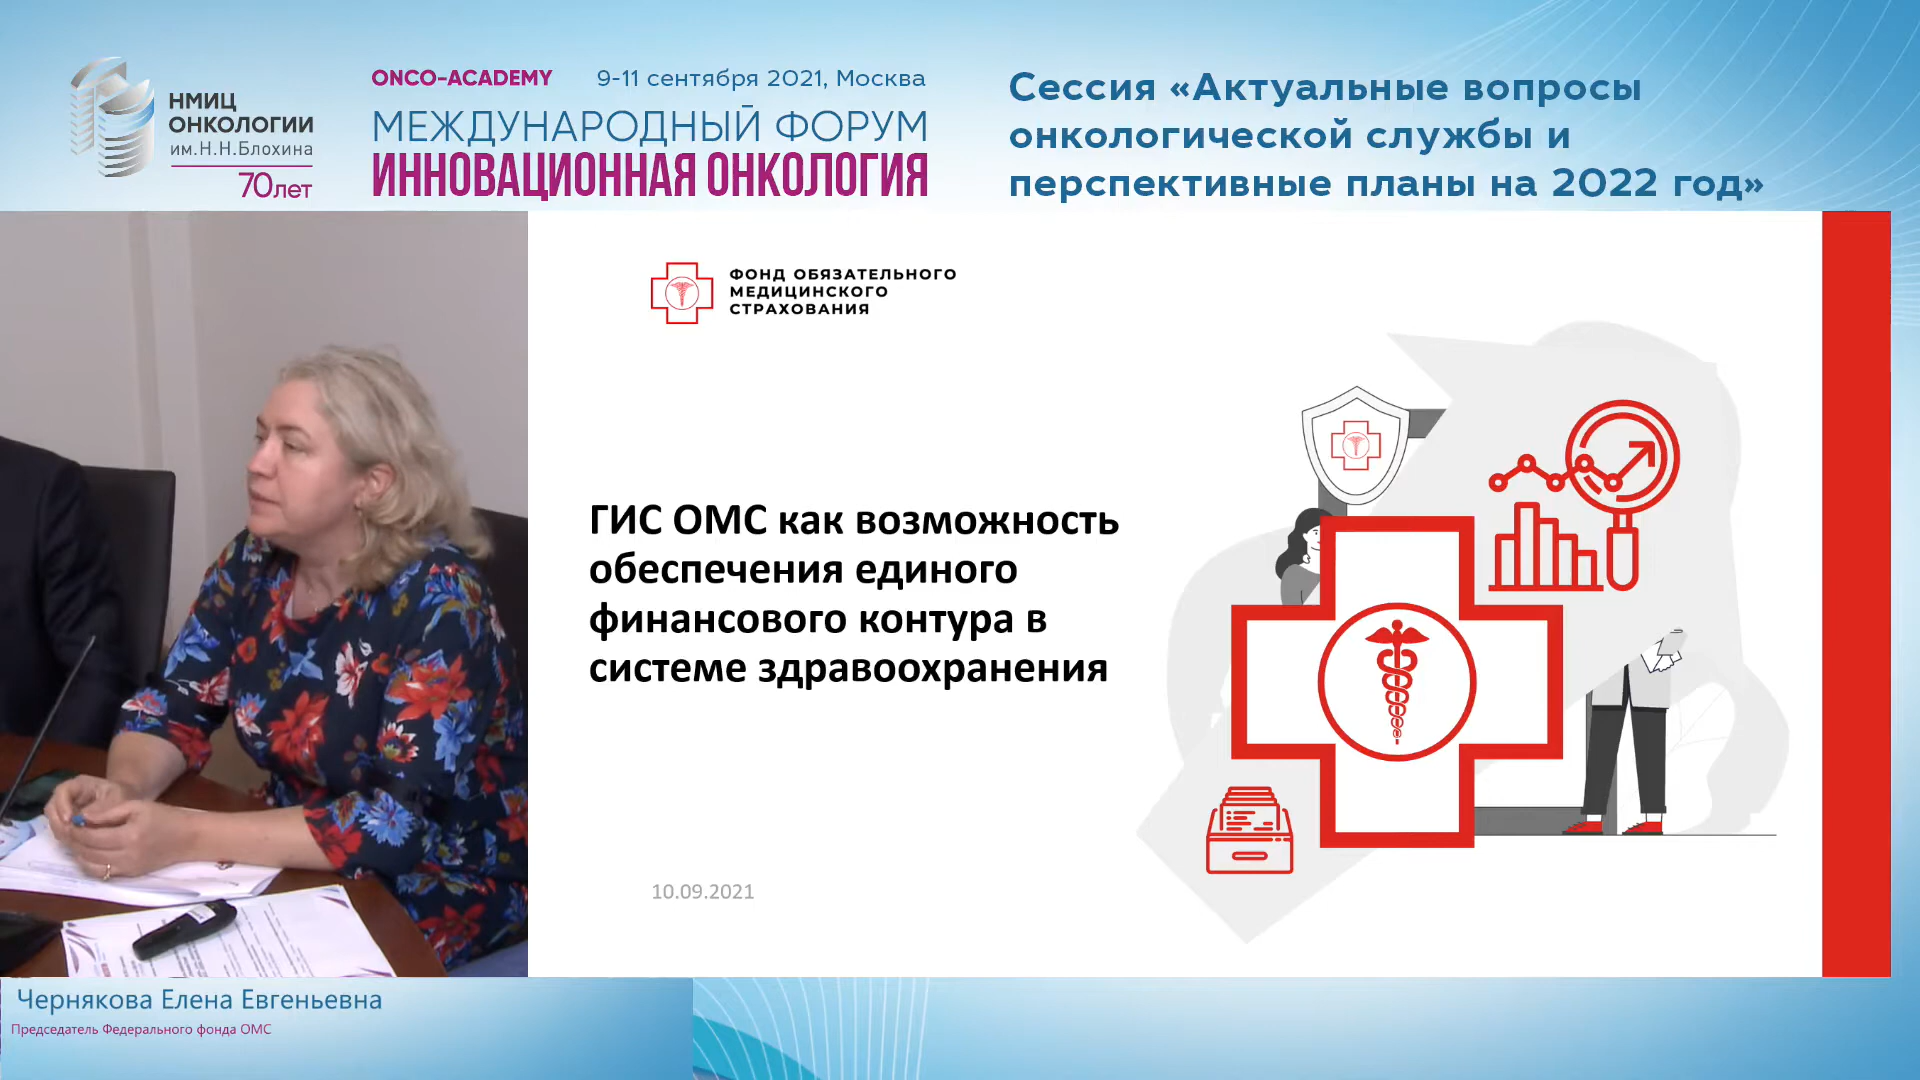 НМИЦ
ОНКОЛОГИИ
им.Н.Н.Блохина
70лет
ONCO-ACADEMY 9-11 сентября 2021, Москва
МЕЖДУНАРОДНЫЙ ФОРУМ
ИННОВАЦИОННАЯ ОНКОЛОГИЯ
Сессия «Актуальные вопросы
онкологической службы и
перспективные планы на 2022 год»
ФОНД ОБЯЗАТЕЛЬНОГО
МЕДИЦИНСКОГО
СТРАХОВАНИЯ
ГИС ОМС как возможность
обеспечения единого
финансового контура в
системе здравоохранения
10.09.2021
Чернякова Елена Евгеньевна
Председатель Федерального фонда ОМС